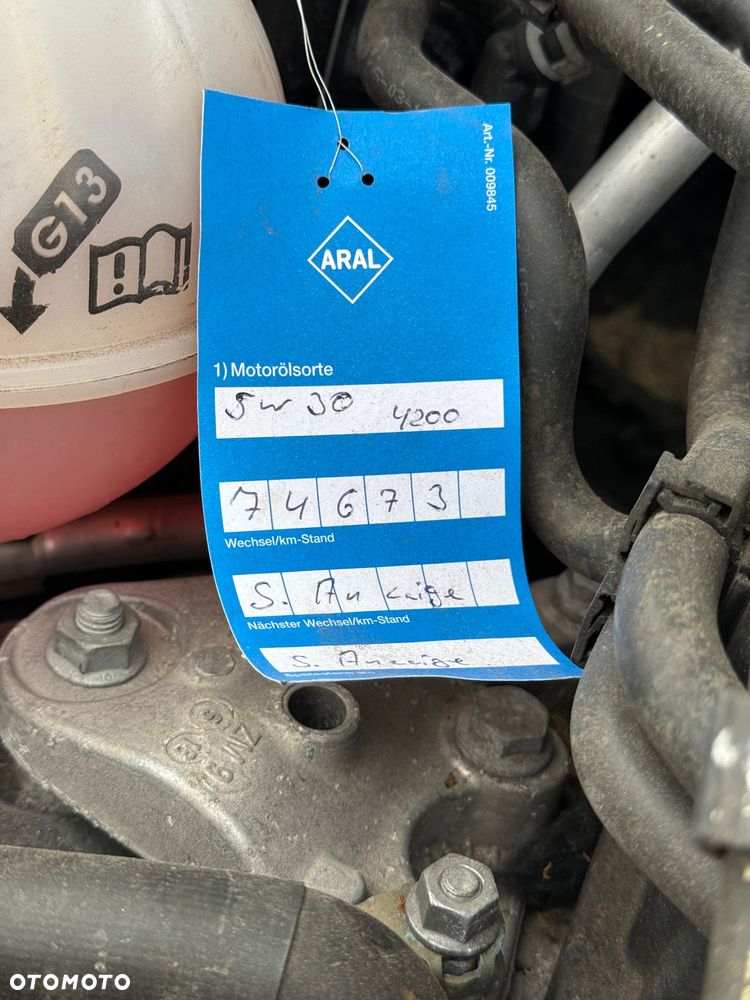 G13
Art.-Nr. 009845
ARAL
1) Motorölsorte
5w30 4200
74673
Wechsel/km-Stand
S. Anzeige
Nächster Wechsel/km-Stand
S. Anzeige
OTOMOTO